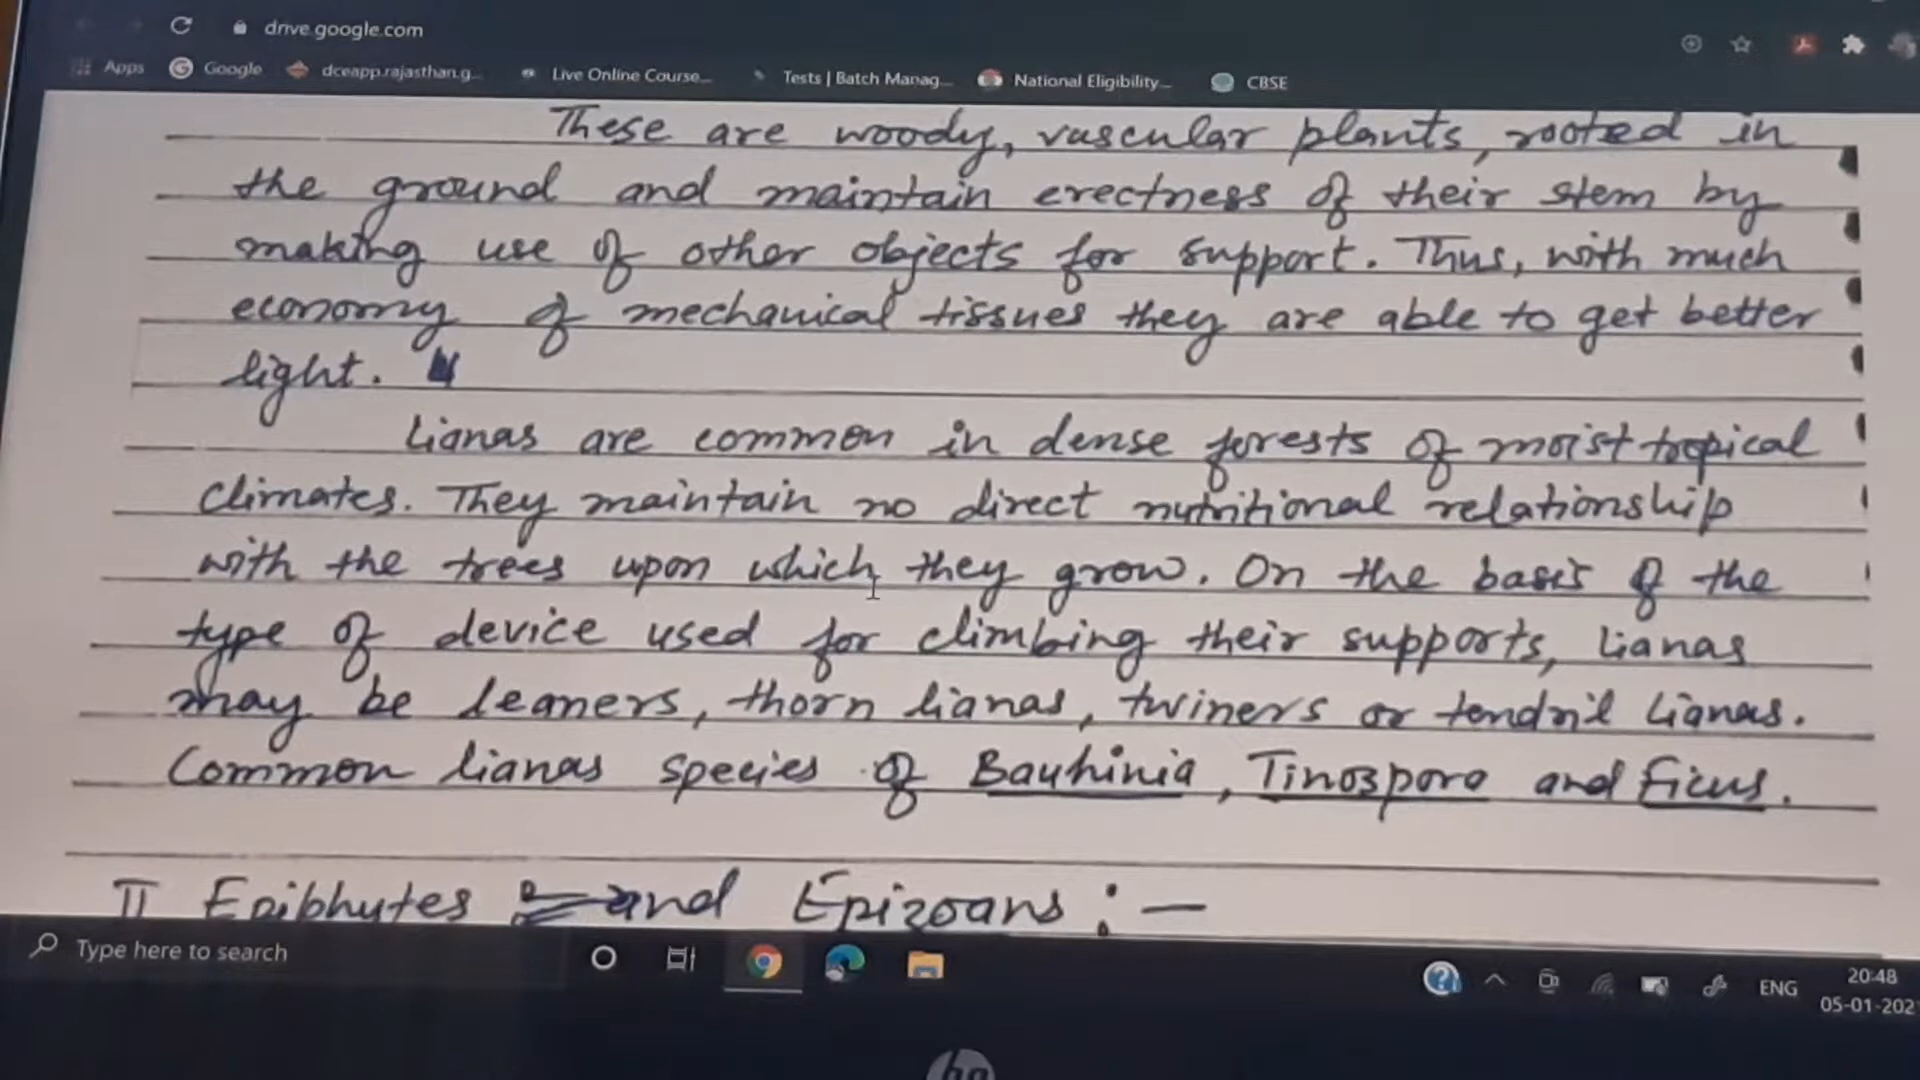 drive.google.com
Apps Google dceapp.rajasthan.g... Live Online Course... Tests | Batch Manag... National Eligibility... CBSE
These are woody, vascular plants, rooted in
the ground and maintain erectness of their stem by
making use of other objects for support. Thus, with much
economy of mechanical tissues they are able to get better
light.
Lianas are common in dense forests of moist tropical
climates. They maintain no direct nutritional relationship
with the trees upon which they grow. On the basis of the
type of device used for climbing their supports, lianas
may be leaners, thorn lianas, twiners or tendril lianas.
Common lianas species of Bauhinia, Tinospora and Ficus.
II Epiphytes and Epizoans :-
Type here to search
ENG
20:48
05-01-202
hp